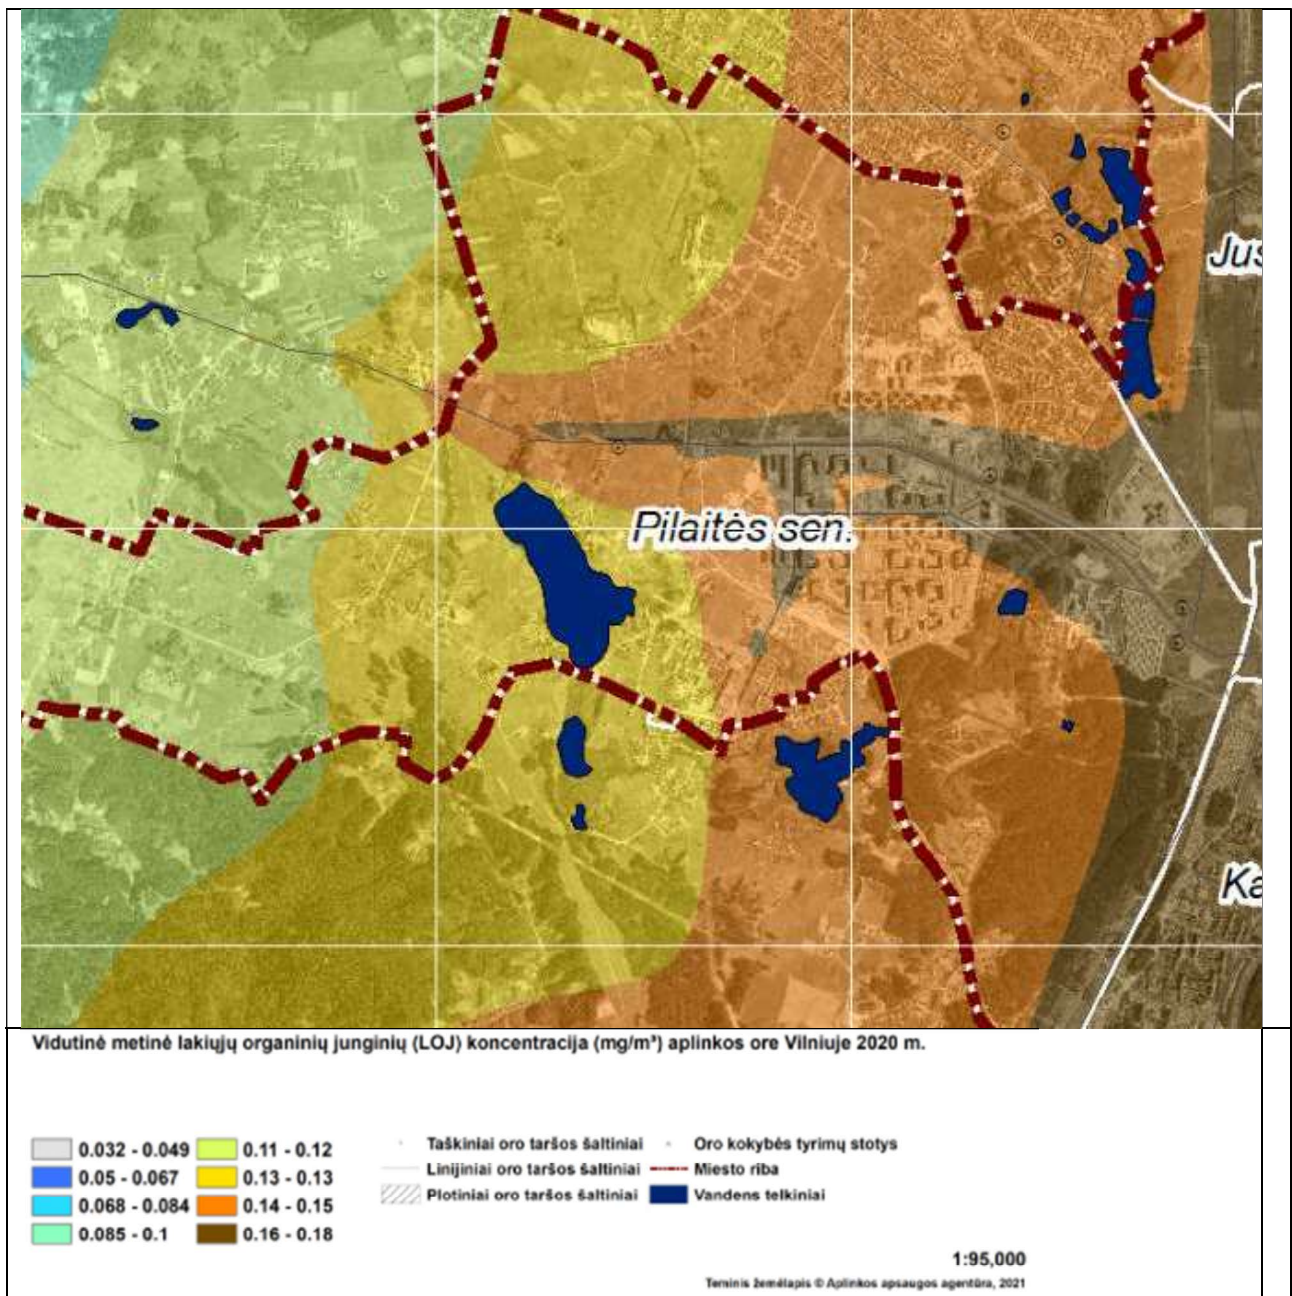 Jus
Pilaitės sen.
Ka
Vidutinė metinė lakiųjų organinių junginių (LOJ) koncentracija (mg/m³) aplinkos ore Vilniuje 2020 m.
0.032 - 0.049
0.05 - 0.067
0.068 - 0.084
0.085 - 0.1
0.11 - 0.12
0.13 - 0.13
0.14 - 0.15
0.16 - 0.18
Taškiniai oro taršos šaltiniai
Linijiniai oro taršos šaltiniai
Plotiniai oro taršos šaltiniai
Oro kokybės tyrimų stotys
Miesto riba
Vandens telkiniai
1:95,000
Teminis žemėlapis © Aplinkos apsaugos agentūra, 2021